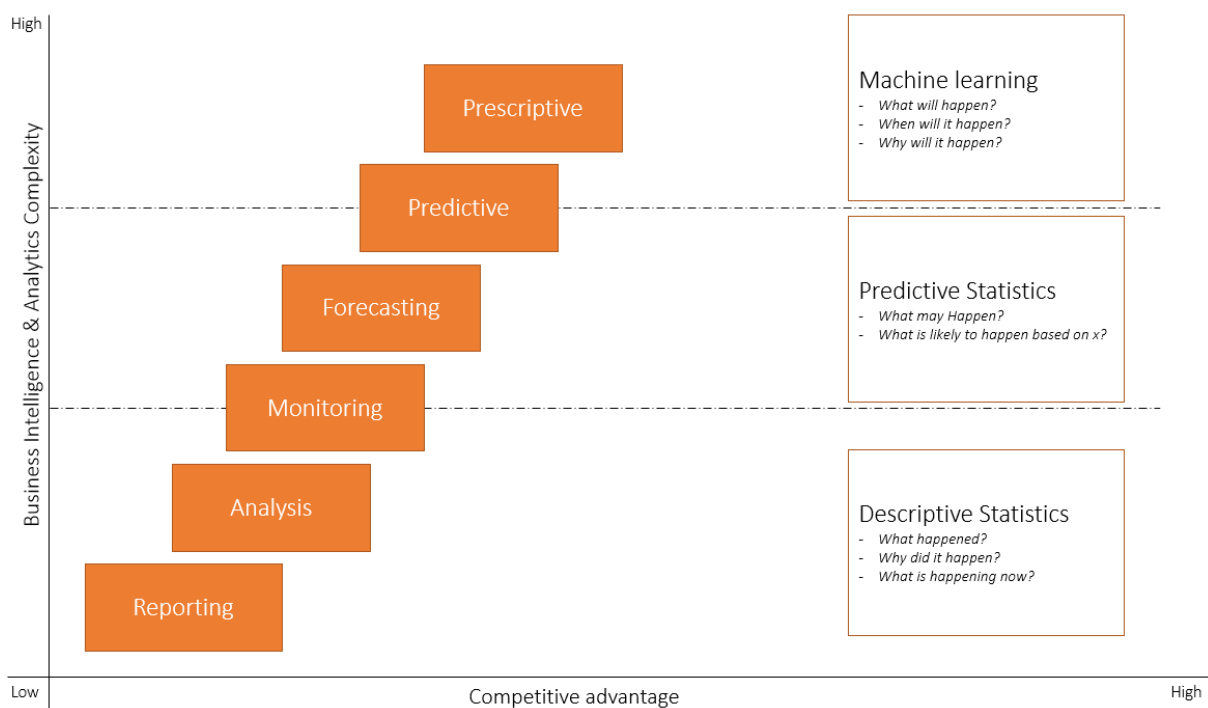 High
Business Intelligence & Analytics Complexity
Prescriptive
Predictive
Forecasting
Monitoring
Analysis
Reporting
Machine learning
- What will happen?
- When will it happen?
- Why will it happen?
Predictive Statistics
- What may Happen?
- What is likely to happen based on x?
Descriptive Statistics
- What happened?
- Why did it happen?
- What is happening now?
Low
Competitive advantage
High